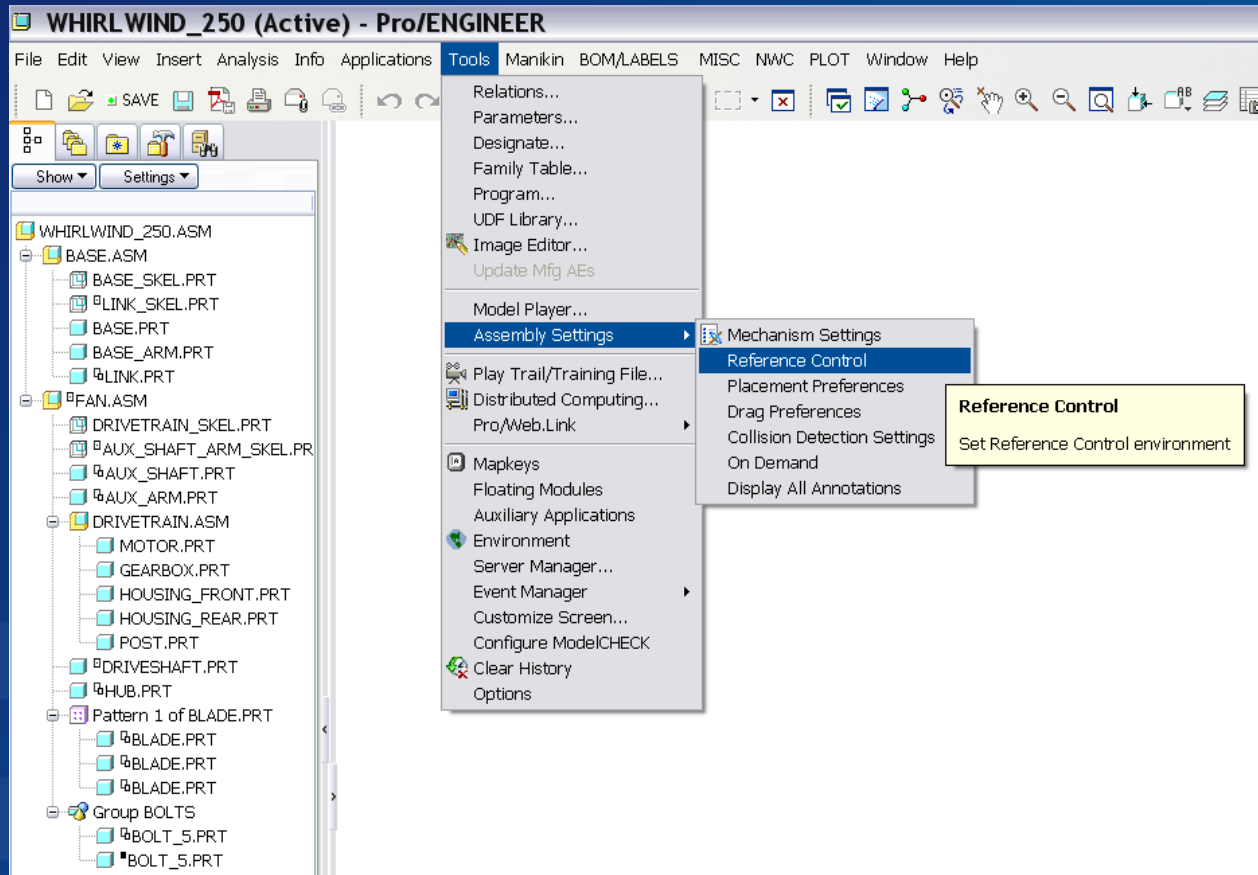 WHIRLWIND_250 (Active) - Pro/ENGINEER
File Edit View Insert Analysis Info Applications Tools Manikin BOM/LABELS MISC NWC PLOT Window Help
SAVE
Show Settings
WHIRLWIND_250.ASM
BASE.ASM
BASE_SKEL.PRT
LINK_SKEL.PRT
BASE.PRT
BASE_ARM.PRT
LINK.PRT
FAN.ASM
DRIVETRAIN_SKEL.PRT
AUX_SHAFT_ARM_SKEL.PR
AUX_SHAFT.PRT
AUX_ARM.PRT
DRIVETRAIN.ASM
MOTOR.PRT
GEARBOX.PRT
HOUSING_FRONT.PRT
HOUSING_REAR.PRT
POST.PRT
DRIVESHAFT.PRT
HUB.PRT
Pattern 1 of BLADE.PRT
BLADE.PRT
BLADE.PRT
BLADE.PRT
Group BOLTS
BOLT_5.PRT
BOLT_5.PRT
Relations...
Parameters...
Designate...
Family Table...
Program...
UDF Library...
Image Editor...
Update Mfg AEs
Model Player...
Assembly Settings
Play Trail/Training File...
Distributed Computing...
Pro/Web.Link
Mapkeys
Floating Modules
Auxiliary Applications
Environment
Server Manager...
Event Manager
Customize Screen...
Configure ModelCHECK
Clear History
Options
Mechanism Settings
Reference Control
Placement Preferences
Drag Preferences
Collision Detection Settings
On Demand
Display All Annotations
Reference Control
Set Reference Control environment